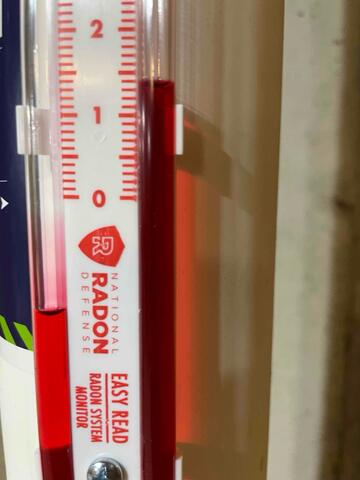 2
1
0
NATIONAL
RADON
DEFENSE
EASY READ
RADON SYSTEM
MONITOR